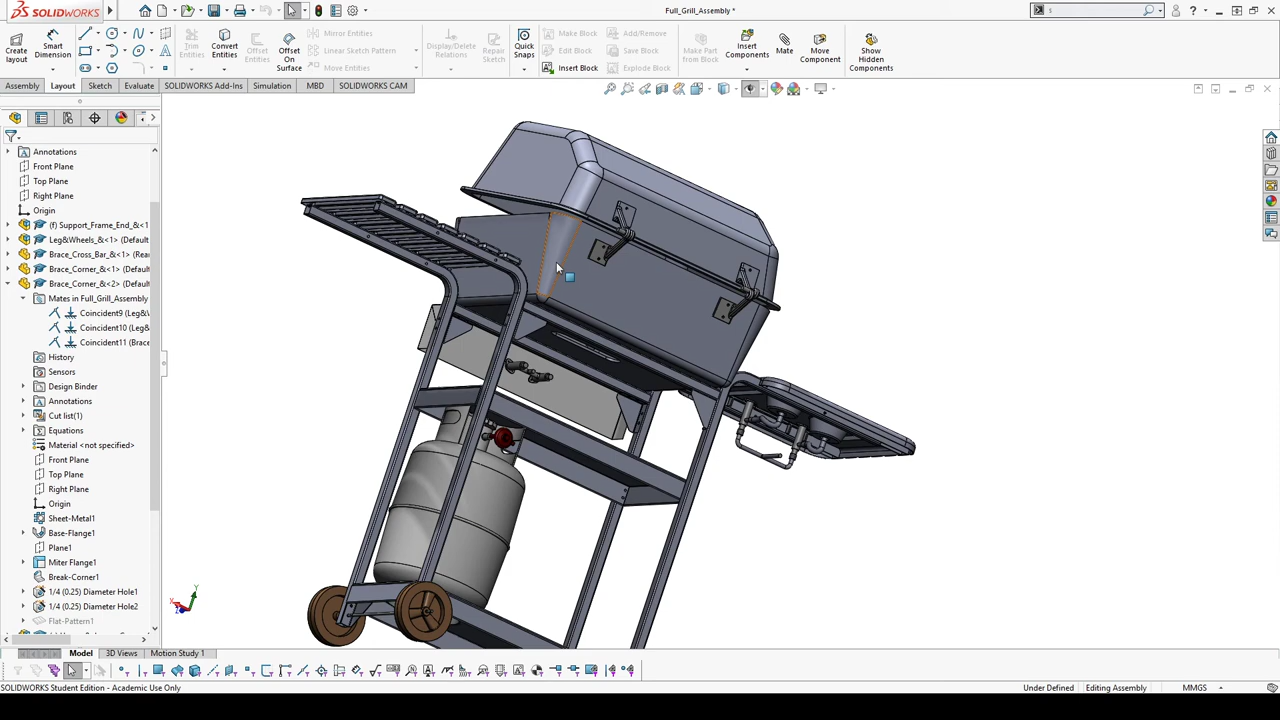 SOLIDWORKS
Full_Grill_Assembly *
s
Create layout
Smart Dimension
Trim Entities
Convert Entities
Offset Entities
Offset On Surface
Mirror Entities
Linear Sketch Pattern
Move Entities
Display/Delete Relations
Repair Sketch
Quick Snaps
Make Block
Edit Block
Insert Block
Add/Remove
Save Block
Explode Block
Make Part from Block
Insert Components
Mate
Move Component
Show Hidden Components
Assembly Layout Sketch Evaluate SOLIDWORKS Add-Ins Simulation MBD SOLIDWORKS CAM
Annotations
Front Plane
Top Plane
Right Plane
Origin
(f) Support_Frame_End_&<1
Leg&Wheels_&<1> (Default
Brace_Cross_Bar_&<1> (Def
Brace_Corner_&<1> (Default
Brace_Corner_&<2> (Default
Mates in Full_Grill_Assembly
Coincident9 (Leg&
Coincident10 (Leg&
Coincident11 (Brace
History
Sensors
Design Binder
Annotations
Cut list(1)
Equations
Material <not specified>
Front Plane
Top Plane
Right Plane
Origin
Sheet-Metal1
Base-Flange1
Plane1
Miter Flange1
Break-Corner1
1/4 (0.25) Diameter Hole1
1/4 (0.25) Diameter Hole2
Flat-Pattern1
Y
X
Z
Model 3D Views Motion Study 1
SOLIDWORKS Student Edition - Academic Use Only
Under Defined Editing Assembly MMGS